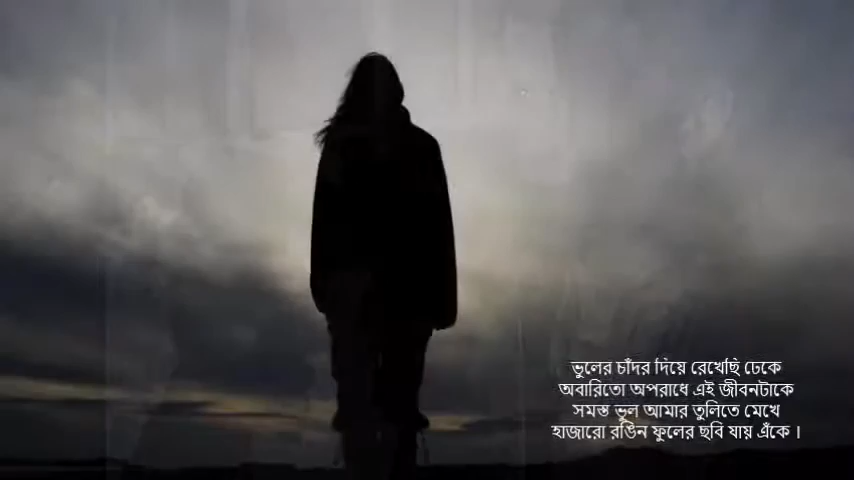 ভুলের চাঁদর দিয়ে রেখেছি ঢেকে
অবারিতো অপরাধে এই জীবনটাকে
সমস্ত ভুল আমার তুলিতে মেখে
হাজারো রঙিন ফুলের ছবি যায় এঁকে।